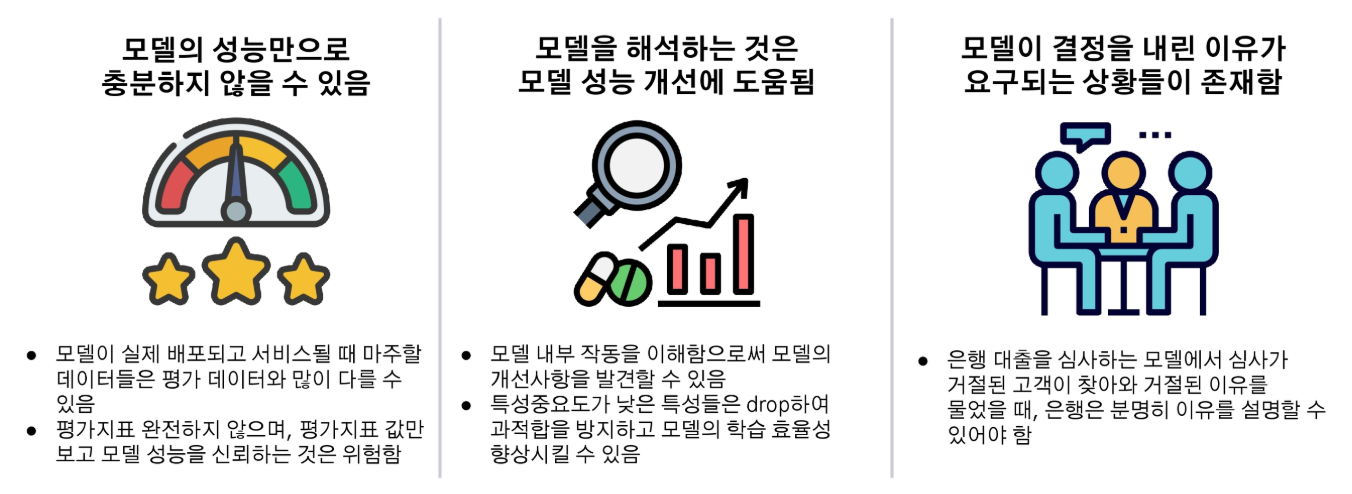 모델의 성능만으로
충분하지 않을 수 있음
● 모델이 실제 배포되고 서비스될 때 마주할
데이터들은 평가 데이터와 많이 다를 수
있음
● 평가지표 완전하지 않으며, 평가지표 값만
보고 모델 성능을 신뢰하는 것은 위험함
모델을 해석하는 것은
모델 성능 개선에 도움됨
● 모델 내부 작동을 이해함으로써 모델의
개선사항을 발견할 수 있음
● 특성중요도가 낮은 특성들은 drop하여
과적합을 방지하고 모델의 학습 효율성
향상시킬 수 있음
모델이 결정을 내린 이유가
요구되는 상황들이 존재함
● 은행 대출을 심사하는 모델에서 심사가
거절된 고객이 찾아와 거절된 이유를
물었을 때, 은행은 분명히 이유를 설명할 수
있어야 함